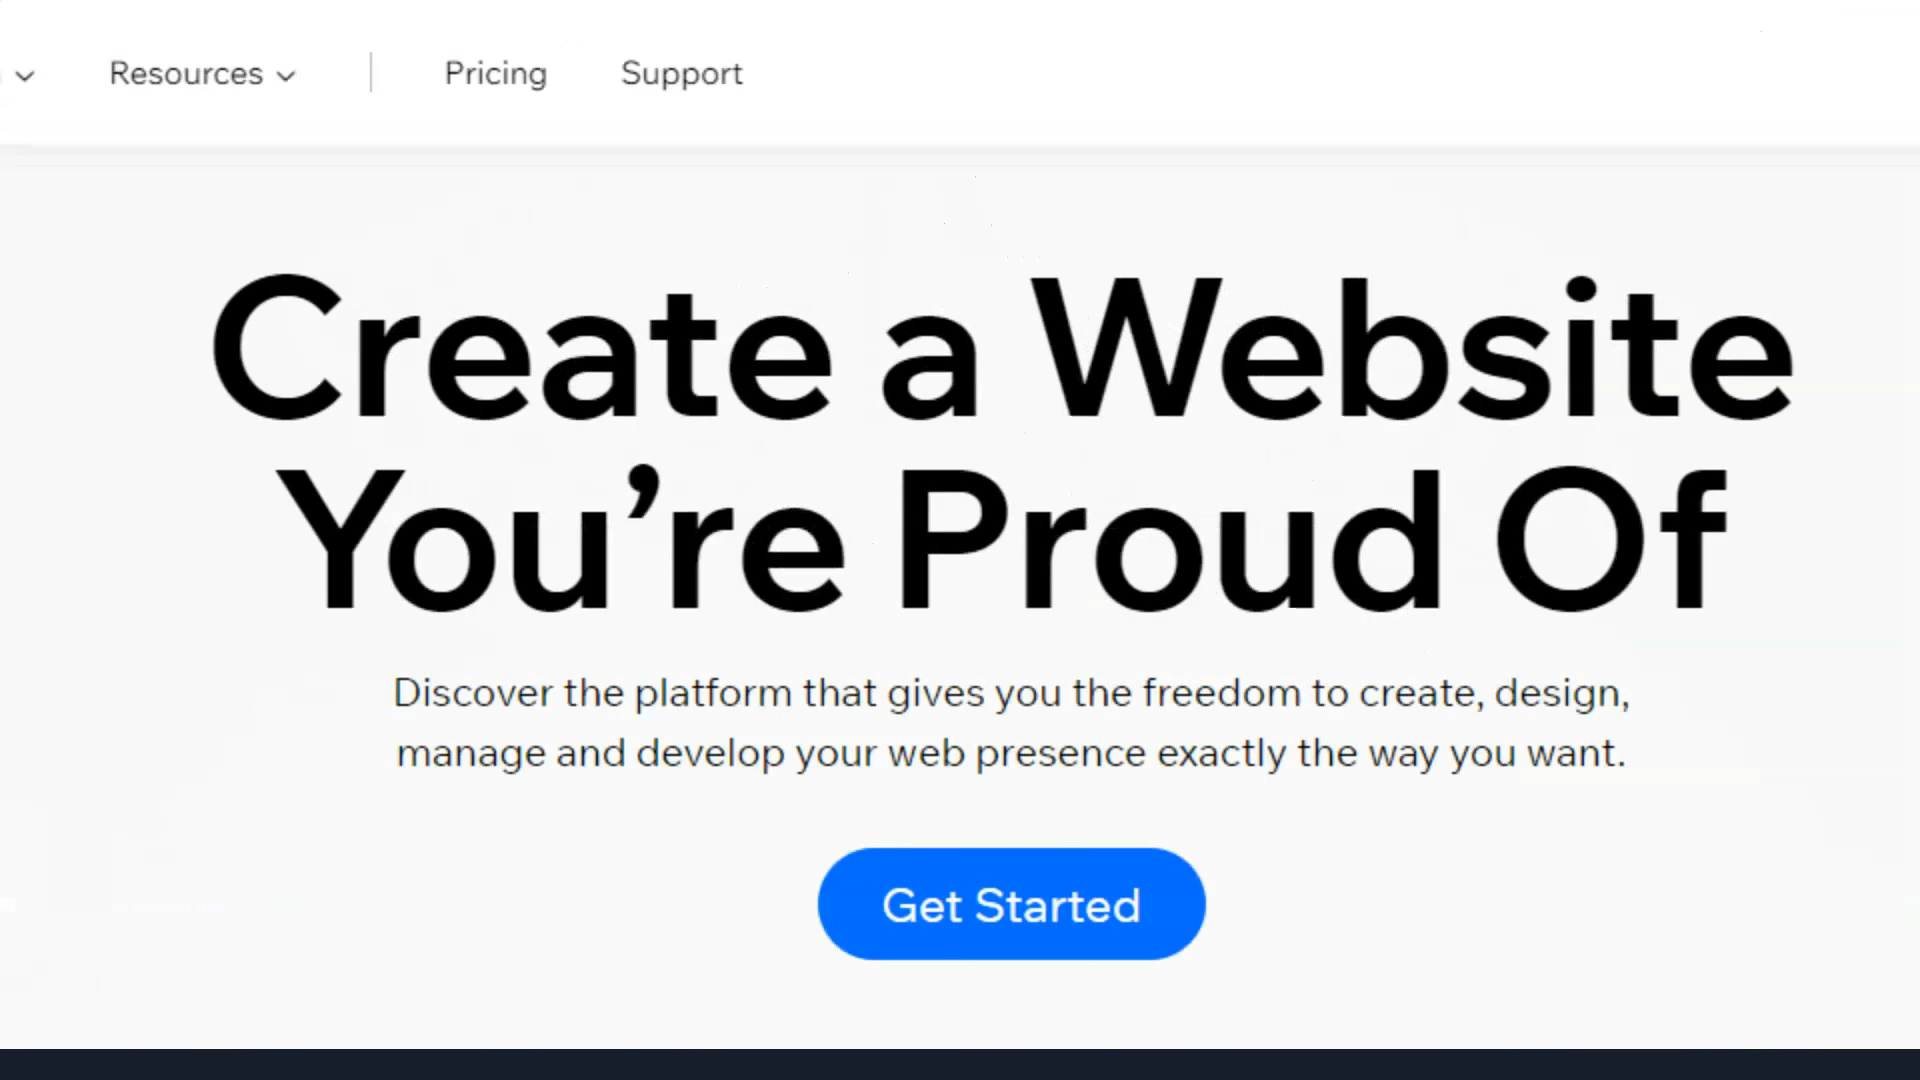 Resources
Pricing
Support
Create a Website
You’re Proud Of
Discover the platform that gives you the freedom to create, design,
manage and develop your web presence exactly the way you want.
Get Started